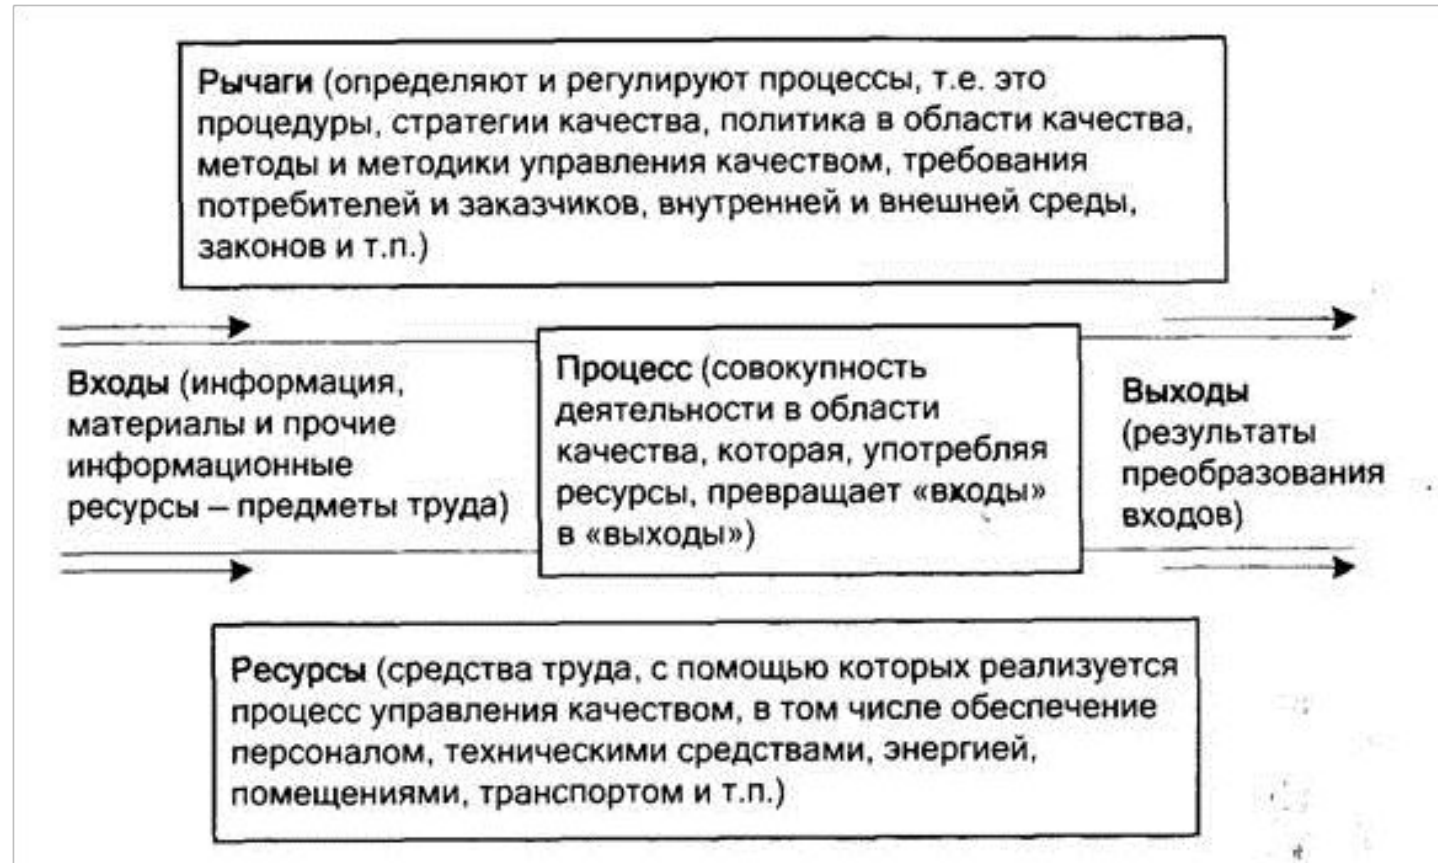 Рычаги (определяют и регулируют процессы, т.е. это
процедуры, стратегии качества, политика в области качества,
методы и методики управления качеством, требования
потребителей и заказчиков, внутренней и внешней среды,
законов и т.п.)
Входы (информация,
материалы и прочие
информационные
ресурсы – предметы труда)
Процесс (совокупность
деятельности в области
качества, которая, употребляя
ресурсы, превращает «входы»
в «выходы»)
Выходы
(результаты
преобразования
входов)
Ресурсы (средства труда, с помощью которых реализуется
процесс управления качеством, в том числе обеспечение
персоналом, техническими средствами, энергией,
помещениями, транспортом и т.п.)